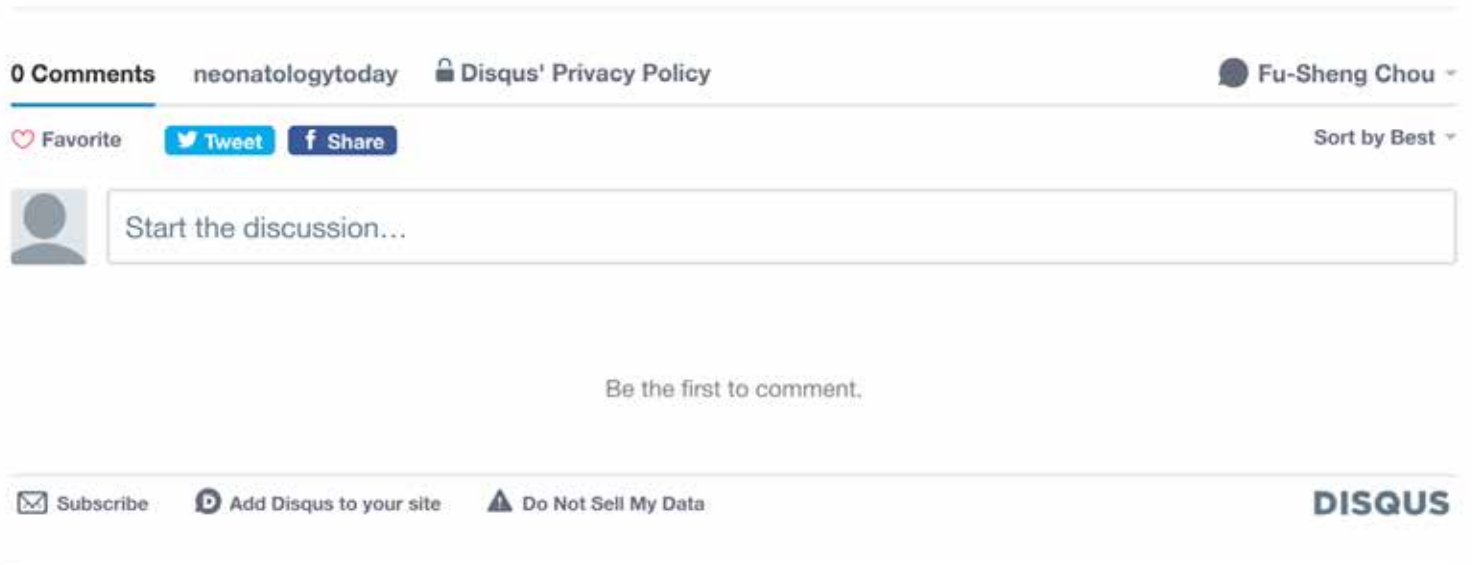 0 Comments neonatologytoday Disqus' Privacy Policy Fu-Sheng Chou
Favorite Tweet f Share Sort by Best
Start the discussion…
Be the first to comment.
Subscribe D Add Disqus to your site Do Not Sell My Data DISQUS